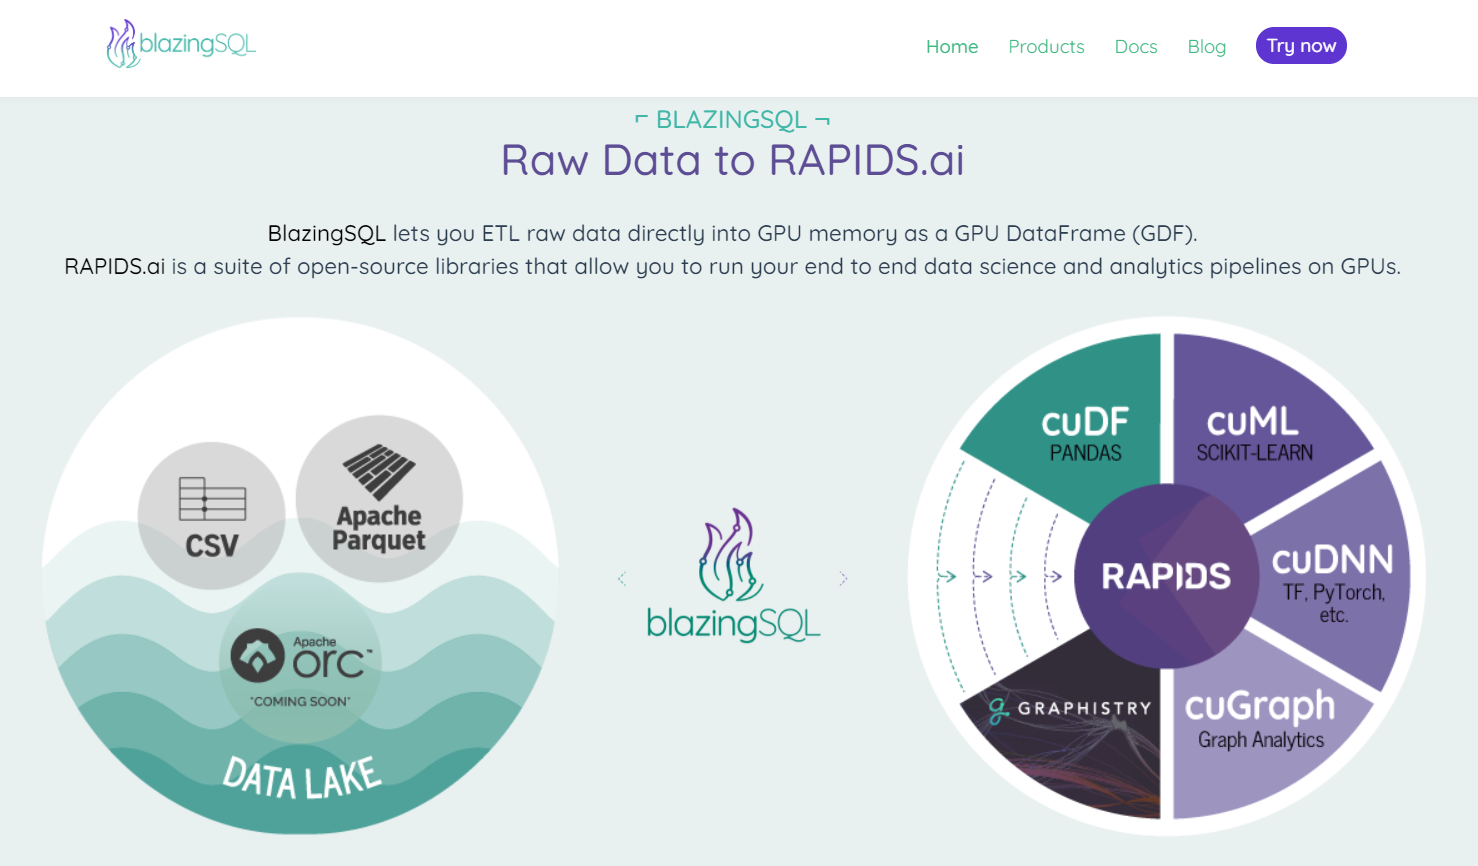 blazingSQL
Home
Products
Docs
Blog
Try now
⌐ BLAZINGSQL ¬
Raw Data to RAPIDS.ai
BlazingSQL lets you ETL raw data directly into GPU memory as a GPU DataFrame (GDF).
RAPIDS.ai is a suite of open-source libraries that allow you to run your end to end data science and analytics pipelines on GPUs.
CSV
Apache
Parquet
Apache
orc™
*COMING SOON*
DATA LAKE
blazingSQL
cuDF
PANDAS
cuML
SCIKIT-LEARN
RAPIDS
cuDNN
TF, PyTorch,
etc.
GRAPHISTRY
cuGraph
Graph Analytics